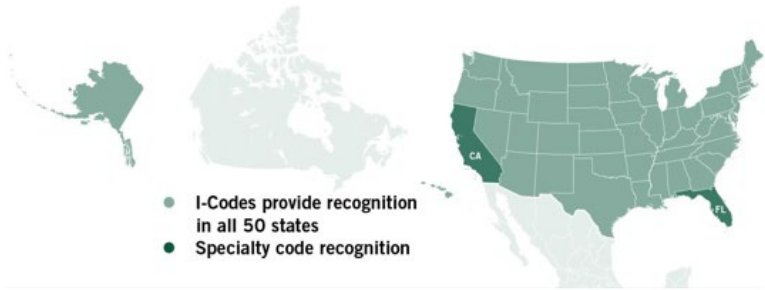 CA
I-Codes provide recognition
in all 50 states
FL
Specialty code recognition